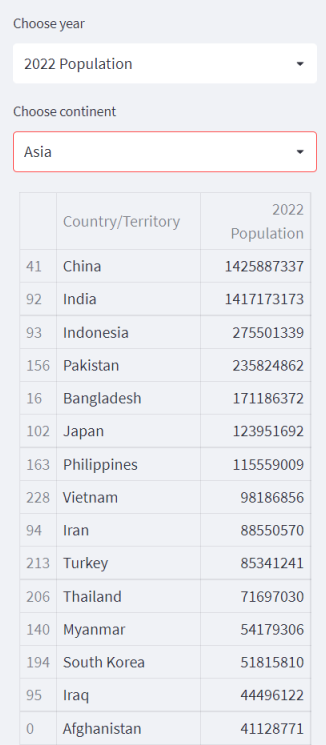 Choose year
2022 Population
Choose continent
Asia
Country/Territory 2022 Population
41 China 1425887337
92 India 1417173173
93 Indonesia 275501339
156 Pakistan 235824862
16 Bangladesh 171186372
102 Japan 123951692
163 Philippines 115559009
228 Vietnam 98186856
94 Iran 88550570
213 Turkey 85341241
206 Thailand 71697030
140 Myanmar 54179306
194 South Korea 51815810
95 Iraq 44496122
0 Afghanistan 41128771